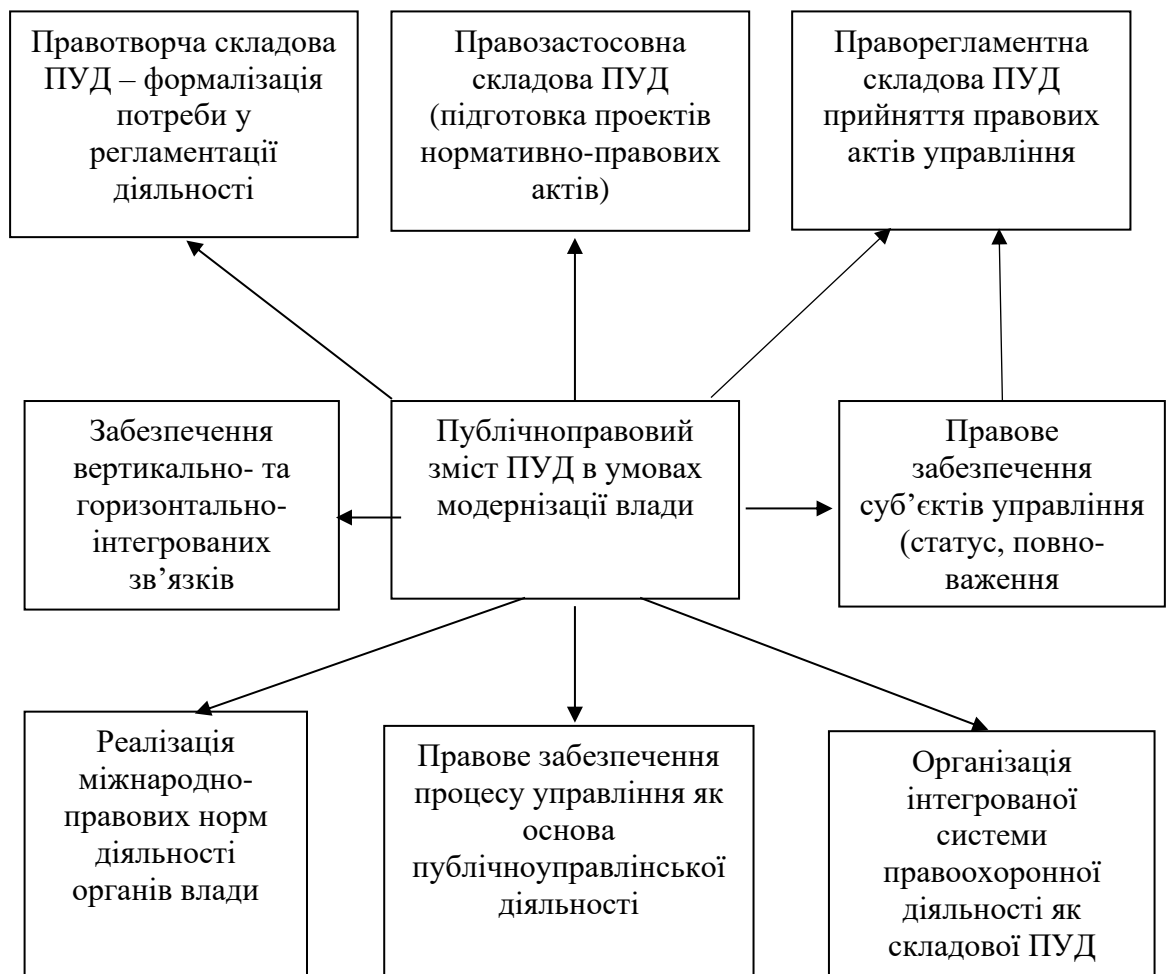 Правотворча складова
ПУД – формалізація
потреби у
регламентації
діяльності
Правозастосовна
складова ПУД
(підготовка проектів
нормативно-правових
актів)
Праворегламентна
складова ПУД
прийняття правових
актів управління
Забезпечення
вертикально- та
горизонтально-
інтегрованих
зв’язків
Публічноправовий
зміст ПУД в умовах
модернізації влади
Правове
забезпечення
суб’єктів управління
(статус, повно-
важення
Реалізація
міжнародно-
правових норм
діяльності
органів влади
Правове забезпечення
процесу управління як
основа
публічноуправлінської
діяльності
Організація
інтегрованої
системи
правоохоронної
діяльності як
складової ПУД